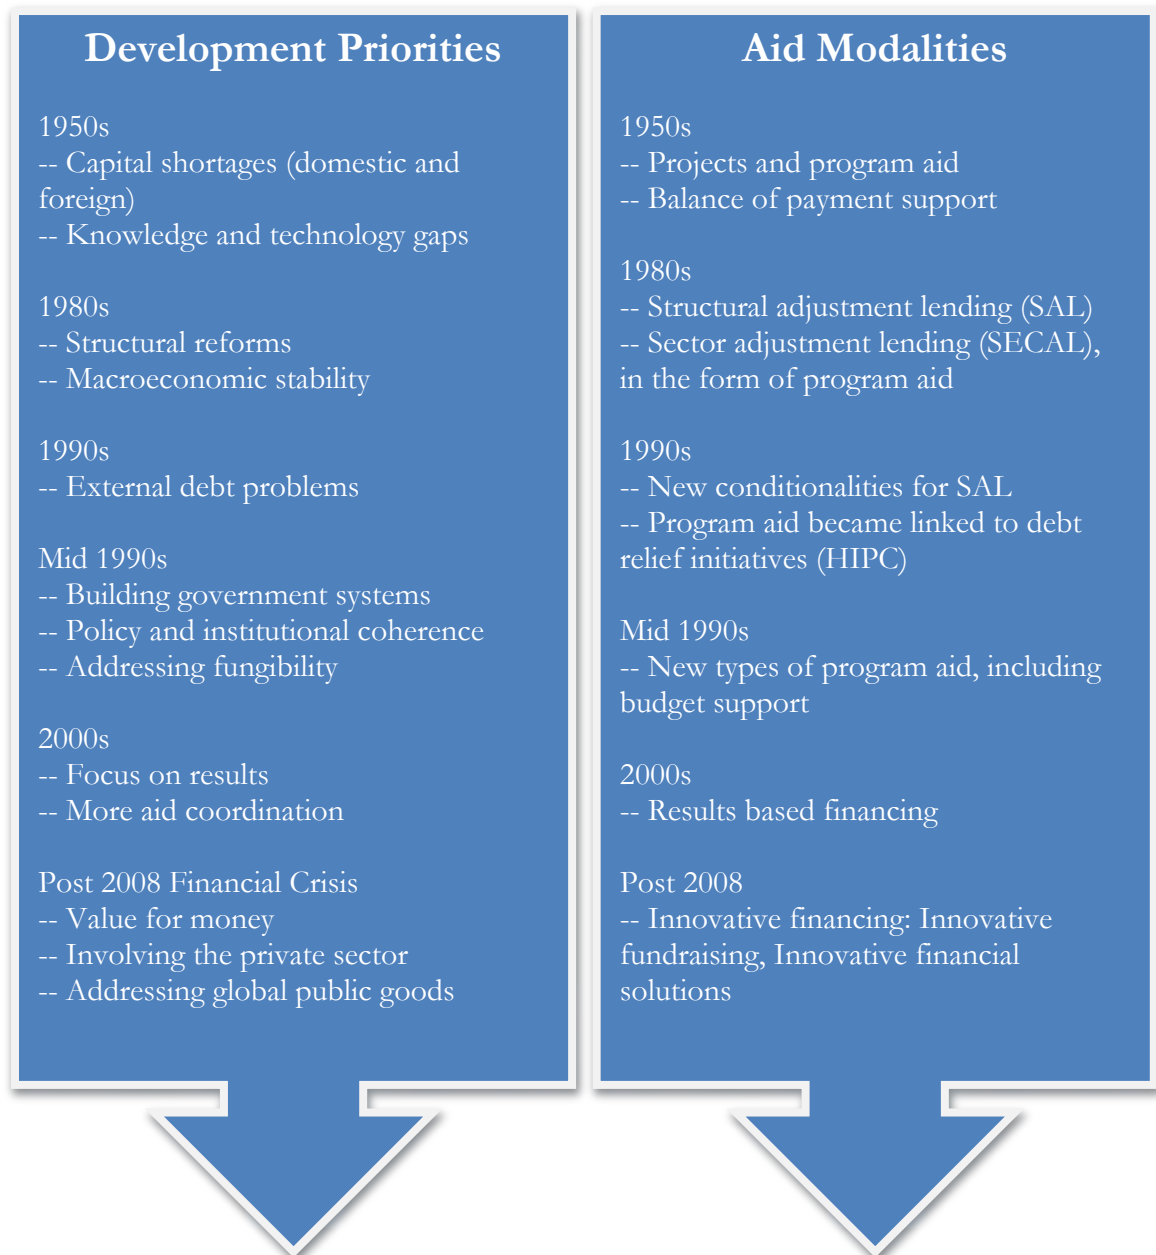 Development Priorities
1950s
-- Capital shortages (domestic and
foreign)
-- Knowledge and technology gaps
1980s
-- Structural reforms
-- Macroeconomic stability
1990s
-- External debt problems
Mid 1990s
-- Building government systems
-- Policy and institutional coherence
-- Addressing fungibility
2000s
-- Focus on results
-- More aid coordination
Post 2008 Financial Crisis
-- Value for money
-- Involving the private sector
-- Addressing global public goods
Aid Modalities
1950s
-- Projects and program aid
-- Balance of payment support
1980s
-- Structural adjustment lending (SAL)
-- Sector adjustment lending (SECAL),
in the form of program aid
1990s
-- New conditionalities for SAL
-- Program aid became linked to debt
relief initiatives (HIPC)
Mid 1990s
-- New types of program aid, including
budget support
2000s
-- Results based financing
Post 2008
-- Innovative financing: Innovative
fundraising, Innovative financial
solutions